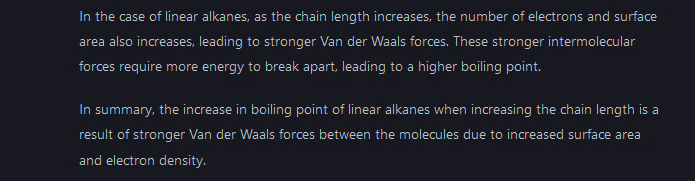 In the case of linear alkanes, as the chain length increases, the number of electrons and surface
area also increases, leading to stronger Van der Waals forces. These stronger intermolecular
forces require more energy to break apart, leading to a higher boiling point.
In summary, the increase in boiling point of linear alkanes when increasing the chain length is a
result of stronger Van der Waals forces between the molecules due to increased surface area
and electron density.